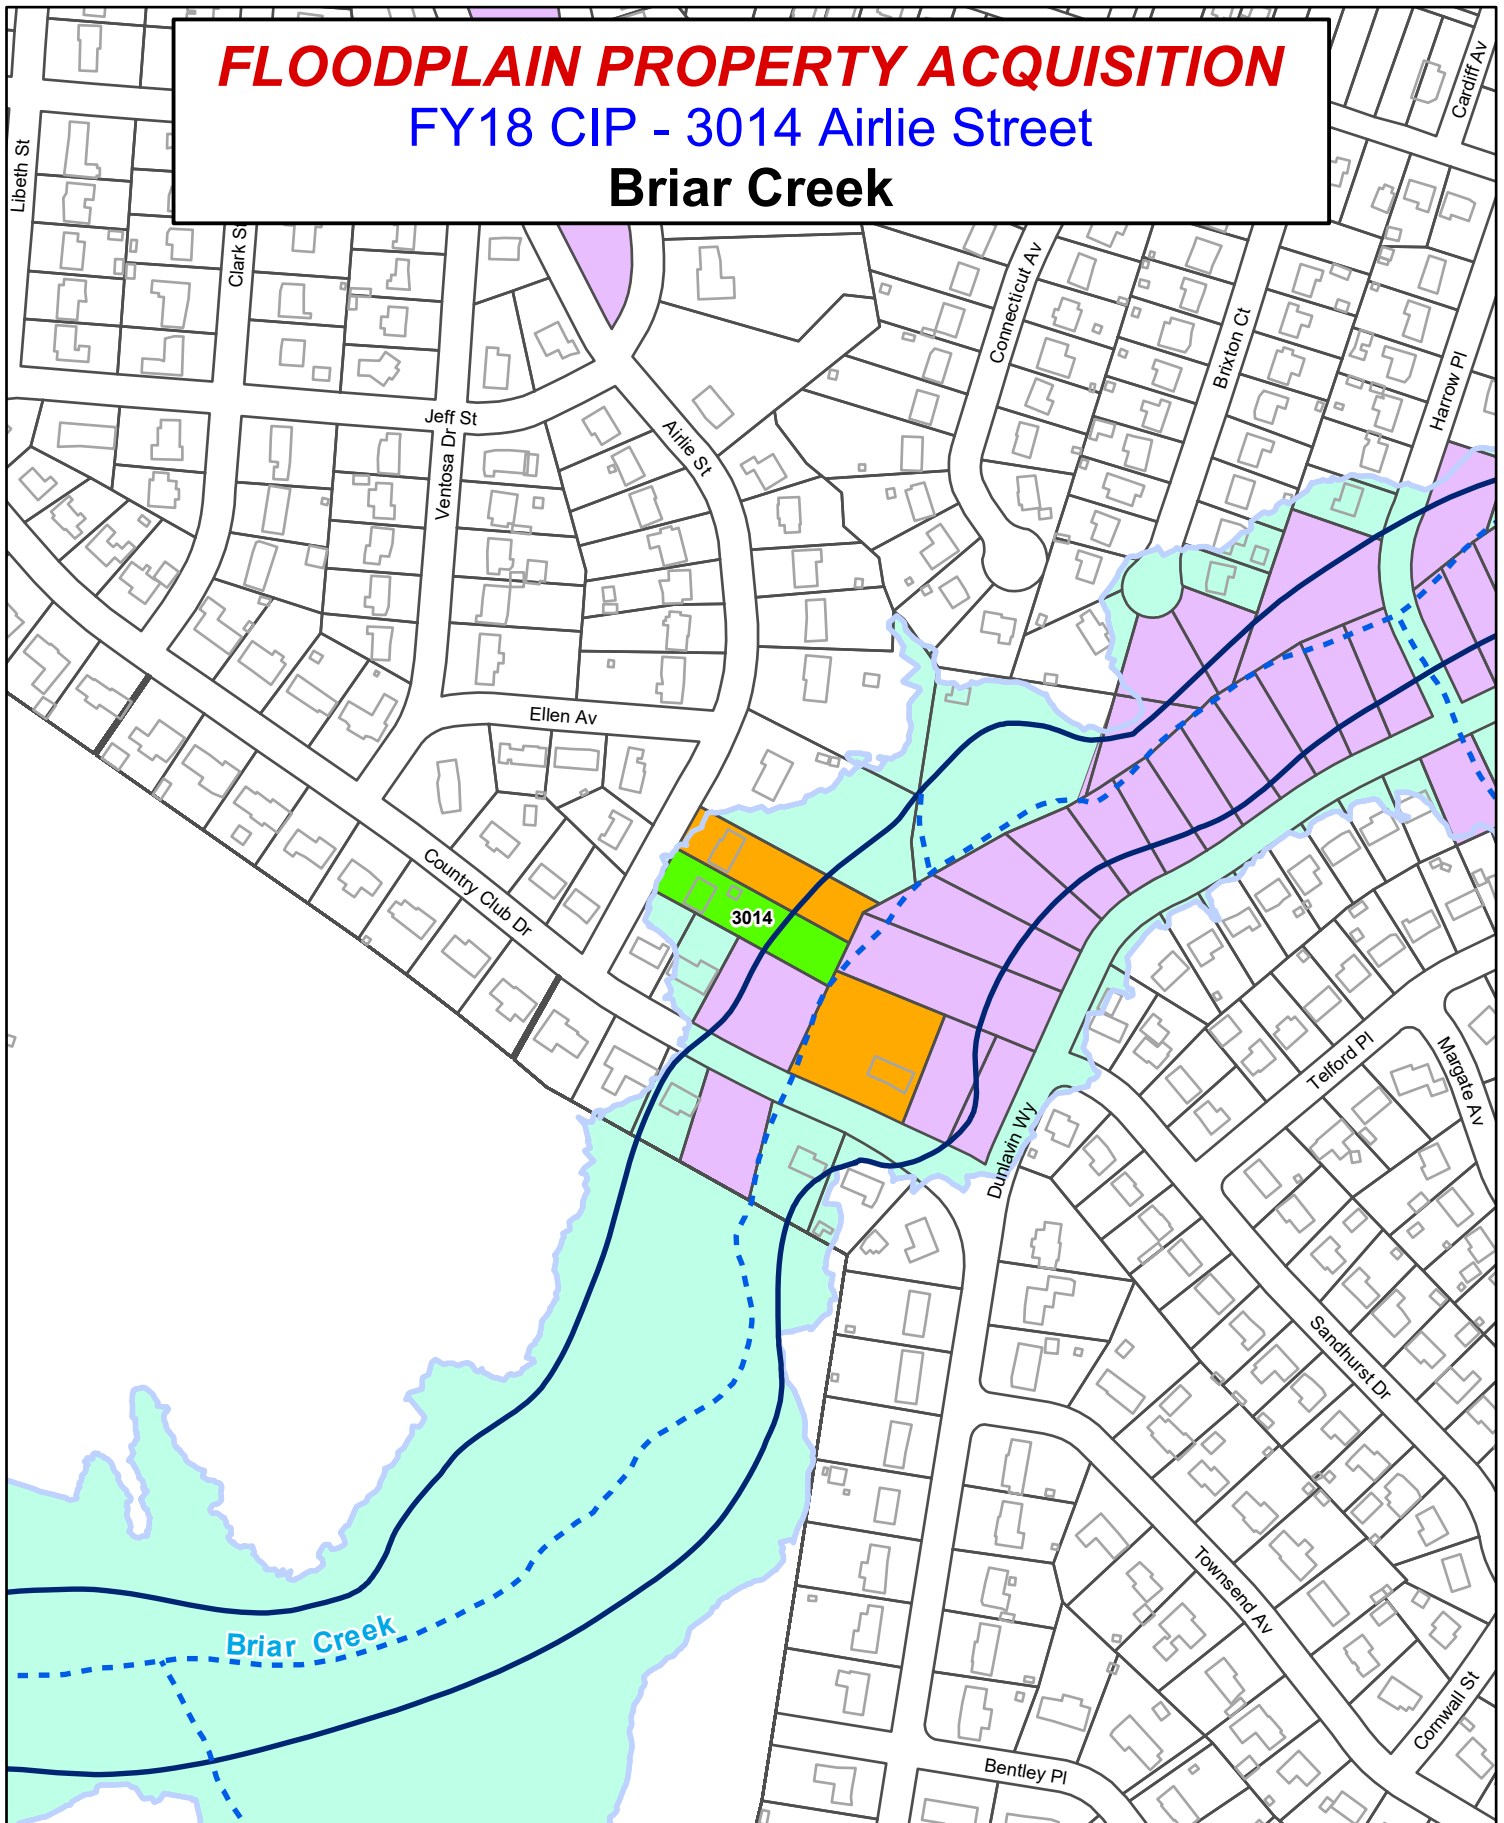 FLOODPLAIN PROPERTY ACQUISITION
FY18 CIP - 3014 Airlie Street
Briar Creek
Cardiff Av
Libeth St
Clark St
Connecticut Av
Brixton Ct
Harrow Pl
Jeff St
Ventosa Dr
Airlie St
Ellen Av
Country Club Dr
3014
Telford Pl
Margate Av
Dunlavin Wy
Sandhurst Dr
Townsend Av
Briar Creek
Cornwall St
Bentley Pl